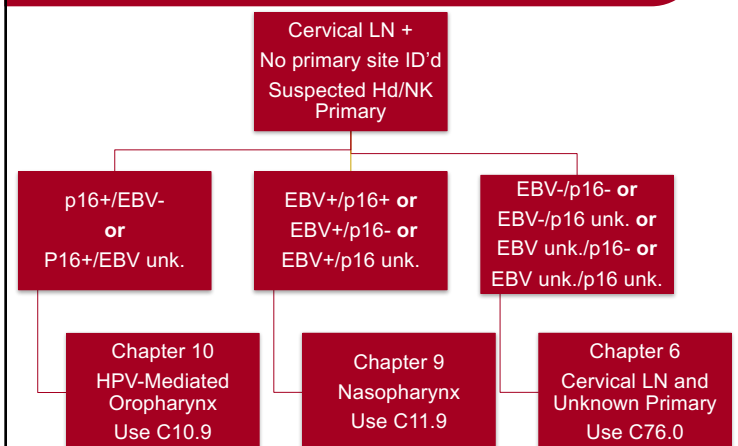 Cervical LN +
No primary site ID’d
Suspected Hd/NK
Primary
p16+/EBV-
or
P16+/EBV unk.
EBV+/p16+ or
EBV+/p16- or
EBV+/p16 unk.
EBV-/p16- or
EBV-/p16 unk. or
EBV unk./p16- or
EBV unk./p16 unk.
Chapter 10
HPV-Mediated
Oropharynx
Use C10.9
Chapter 9
Nasopharynx
Use C11.9
Chapter 6
Cervical LN and
Unknown Primary
Use C76.0